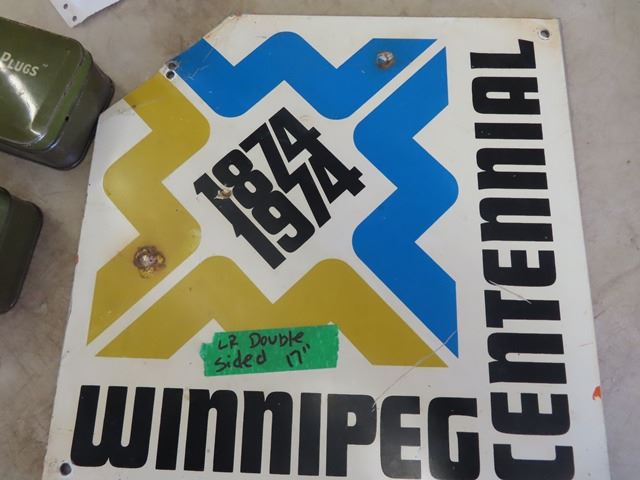 PLUGS
1874
1974
LR Double
sided 17"
WINNIPEG
CENTENNIAL